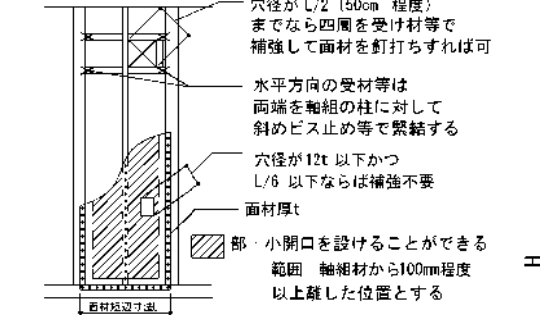 穴径が L/2（50cm 程度）
までなら四周を受け材等で
補強して面材を釘打ちすれば可
水平方向の受材等は
両端を軸組の柱に対して
斜めビス止め等で緊結する
穴径が12t 以下かつ
L/6 以下ならば補強不要
面材厚t
部・小開口を設けることができる
範囲 軸組材から100mm程度
以上離した位置とする
面材短辺寸法L